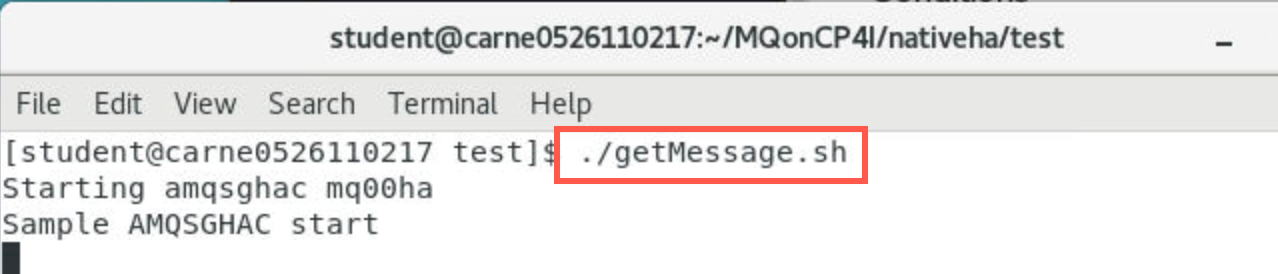 student@carne0526110217:~/MQonCP4I/nativeha/test
File Edit View Search Terminal Help
[student@carne0526110217 test]$ ./getMessage.sh
Starting amqsghac mq00ha
Sample AMQSGHAC start